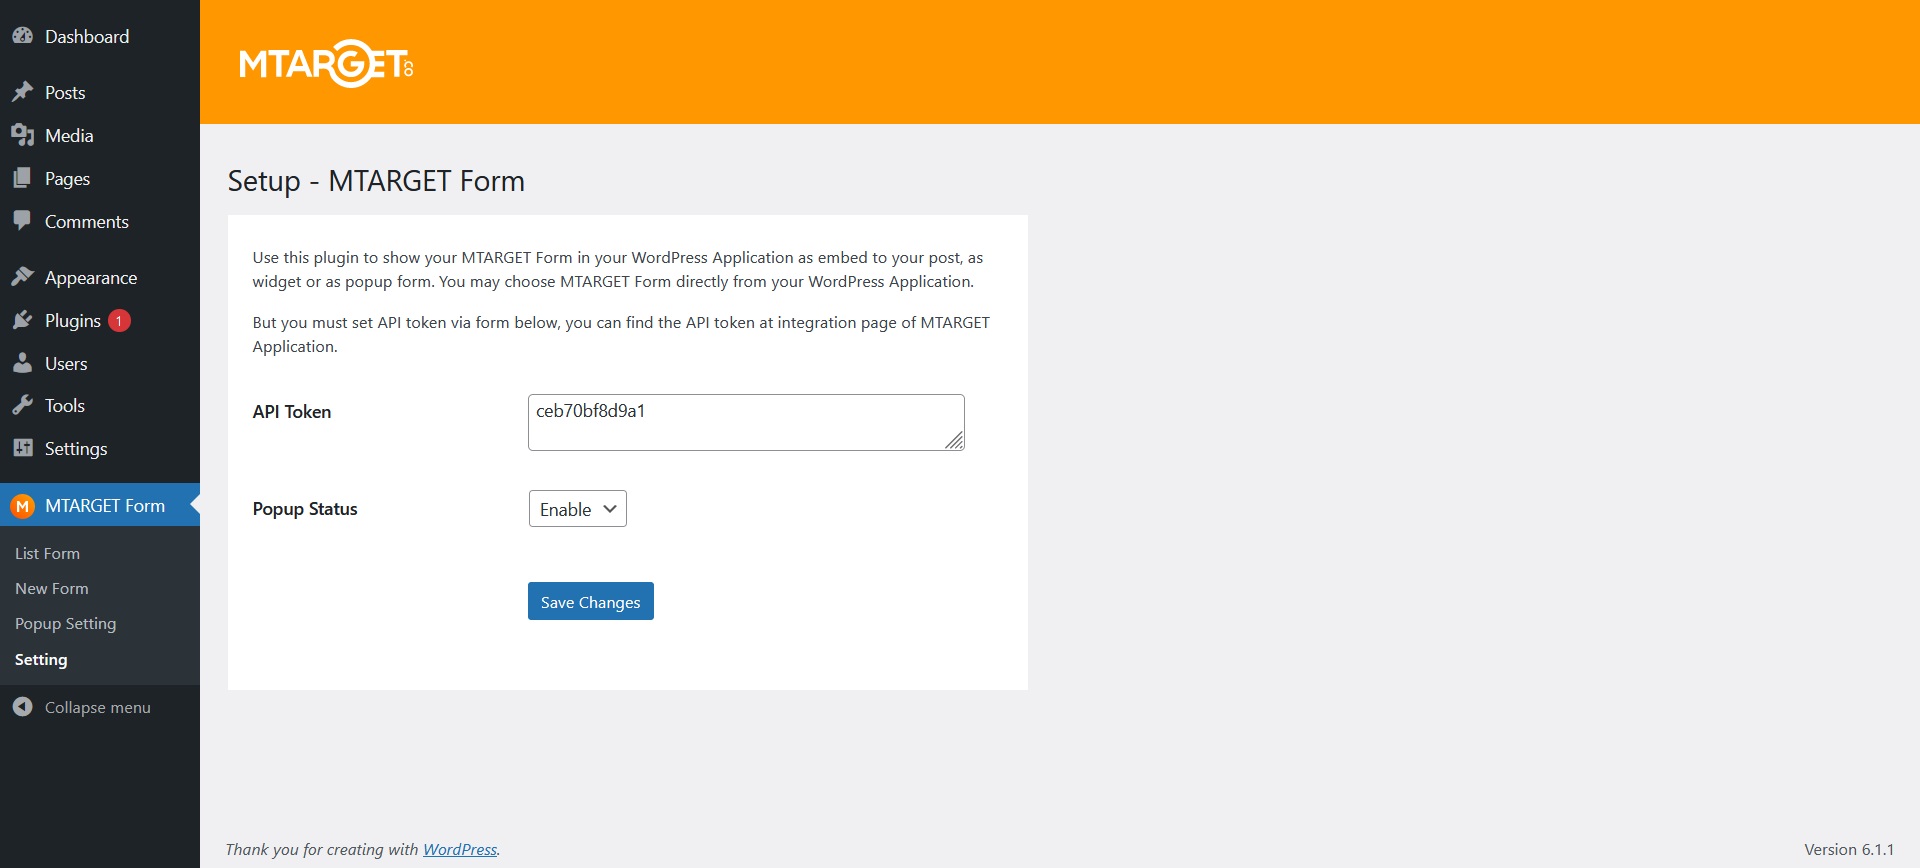 Dashboard
Posts
Media
Pages
Comments
Appearance
Plugins 1
Users
Tools
Settings
M MTARGET Form
List Form
New Form
Popup Setting
Setting
Collapse menu
MTARGET.CO
Setup - MTARGET Form
Use this plugin to show your MTARGET Form in your WordPress Application as embed to your post, as
widget or as popup form. You may choose MTARGET Form directly from your WordPress Application.
But you must set API token via form below, you can find the API token at integration page of MTARGET
Application.
API Token
ceb70bf8d9a1
Popup Status
Enable
Save Changes
Thank you for creating with WordPress.
Version 6.1.1